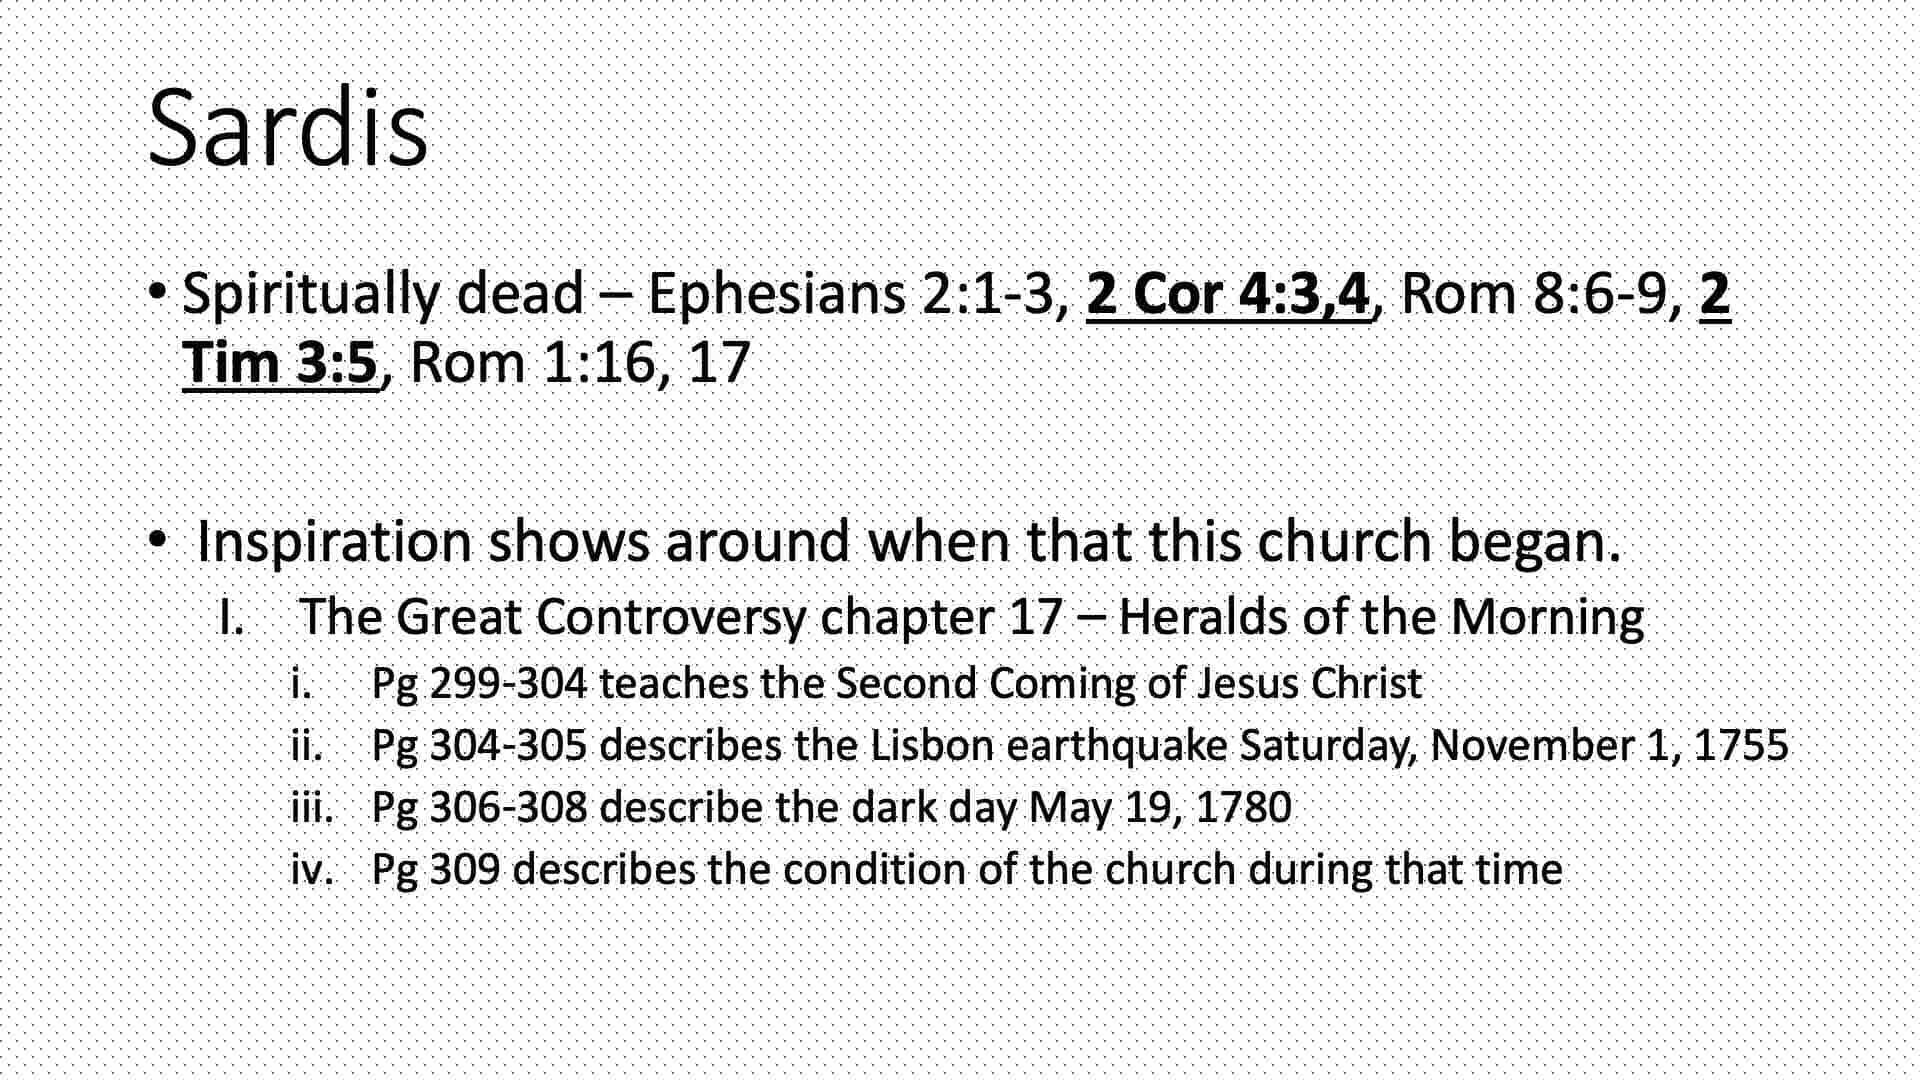 Sardis
• Spiritually dead – Ephesians 2:1-3, 2 Cor 4:3,4, Rom 8:6-9, 2
Tim 3:5, Rom 1:16, 17
• Inspiration shows around when that this church began.
I. The Great Controversy chapter 17 – Heralds of the Morning
i. Pg 299-304 teaches the Second Coming of Jesus Christ
ii. Pg 304-305 describes the Lisbon earthquake Saturday, November 1, 1755
iii. Pg 306-308 describe the dark day May 19, 1780
iv. Pg 309 describes the condition of the church during that time